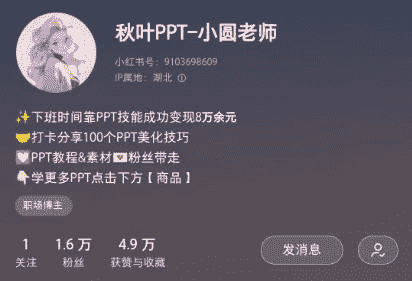 秋叶PPT-小圆老师
小红书号：9103698609
IP属地：湖北
✨下班时间靠PPT技能成功变现8万余元
🤝打卡分享100个PPT美化技巧
PPT教程&素材💌粉丝带走
👇学更多PPT点击下方【商品】
职场博主
1 1.6万 4.9万
关注 粉丝 获赞与收藏
发消息